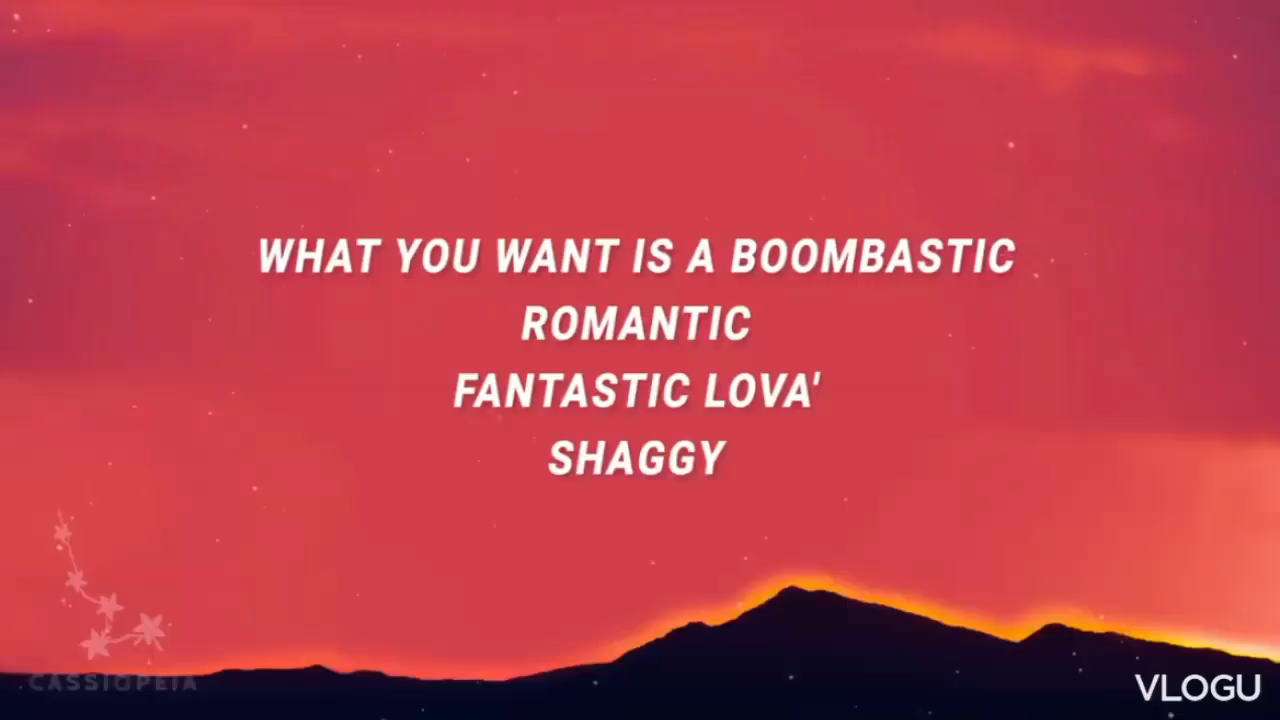 WHAT YOU WANT IS A BOOMBASTIC
ROMANTIC
FANTASTIC LOVA'
SHAGGY
CASSIOPEIA
VLOGU